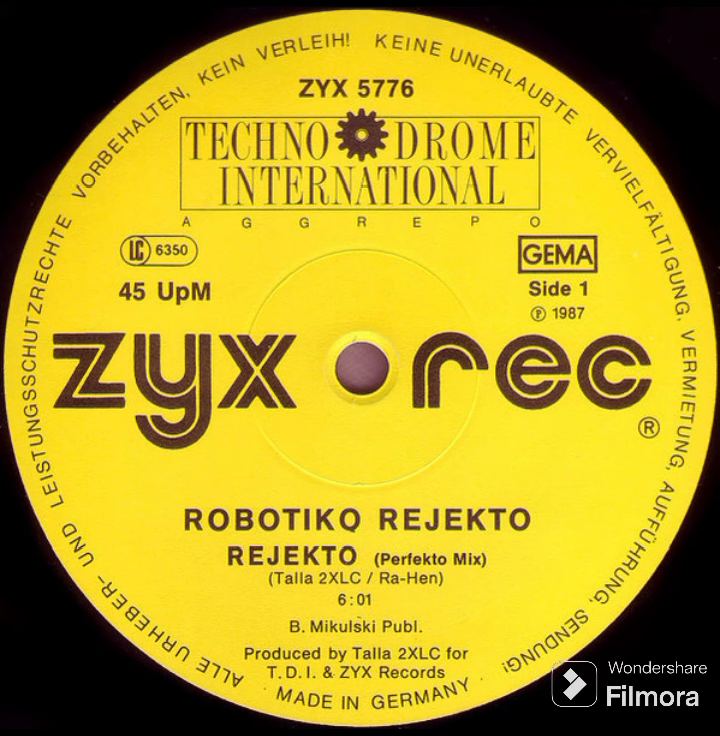 ALLE URHEBER- UND LEISTUNGSSCHUTZRECHTE VORBEHALTEN, KEIN VERLEIH! KEINE UNERLAUBTE VERVIELFÄLTIGUNG, VERMIETUNG, AUFFÜHRUNG, SENDUNG!
ZYX 5776
TECHNO DROME
INTERNATIONAL
AGGREPO
LC 6350
GEMA
45 UpM
Side 1
℗ 1987
zyx rec
®
ROBOTIKO REJEKTO
REJEKTO (Perfekto Mix)
(Talla 2XLC / Ra-Hen)
6:01
B. Mikulski Publ.
Produced by Talla 2XLC for
T.D.I. & ZYX Records
MADE IN GERMANY
Wondershare
Filmora